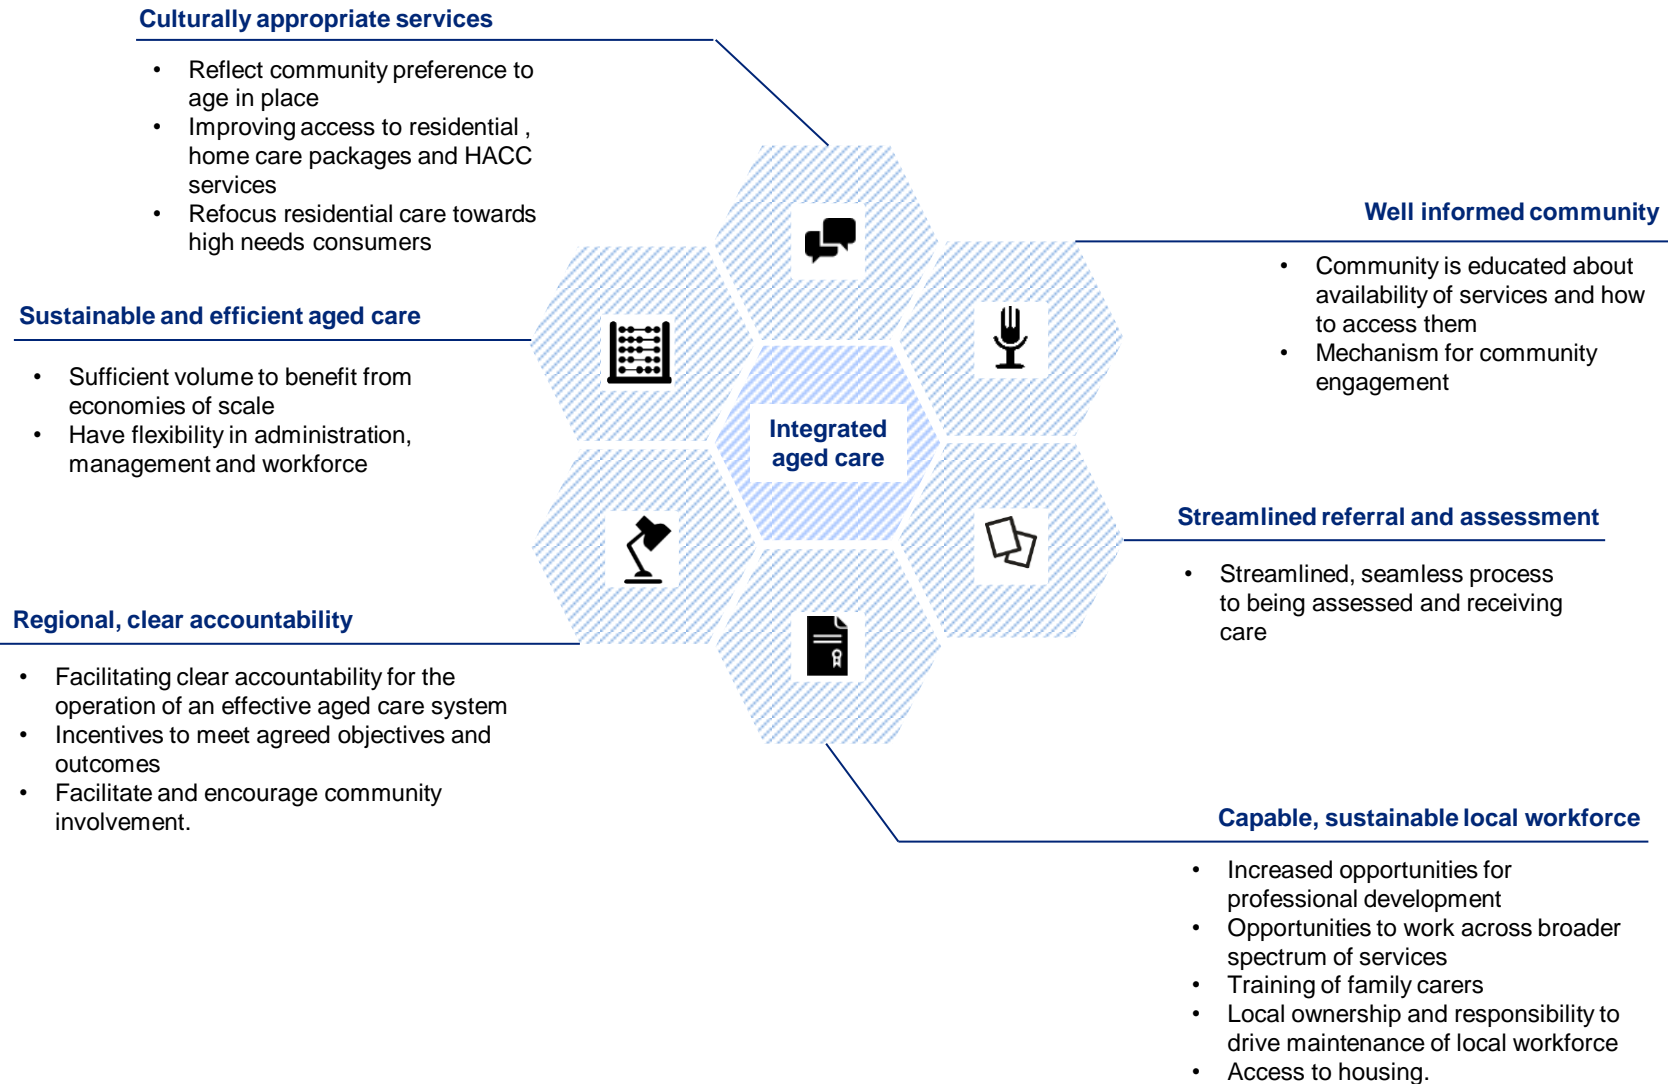 Culturally appropriate services
• Reflect community preference to
age in place
• Improving access to residential ,
home care packages and HACC
services
• Refocus residential care towards
high needs consumers
Well informed community
• Community is educated about
availability of services and how
to access them
• Mechanism for community
engagement
Sustainable and efficient aged care
• Sufficient volume to benefit from
economies of scale
• Have flexibility in administration,
management and workforce
Integrated
aged care
Streamlined referral and assessment
• Streamlined, seamless process
to being assessed and receiving
care
Regional, clear accountability
• Facilitating clear accountability for the
operation of an effective aged care system
• Incentives to meet agreed objectives and
outcomes
• Facilitate and encourage community
involvement.
Capable, sustainable local workforce
• Increased opportunities for
professional development
• Opportunities to work across broader
spectrum of services
• Training of family carers
• Local ownership and responsibility to
drive maintenance of local workforce
• Access to housing.